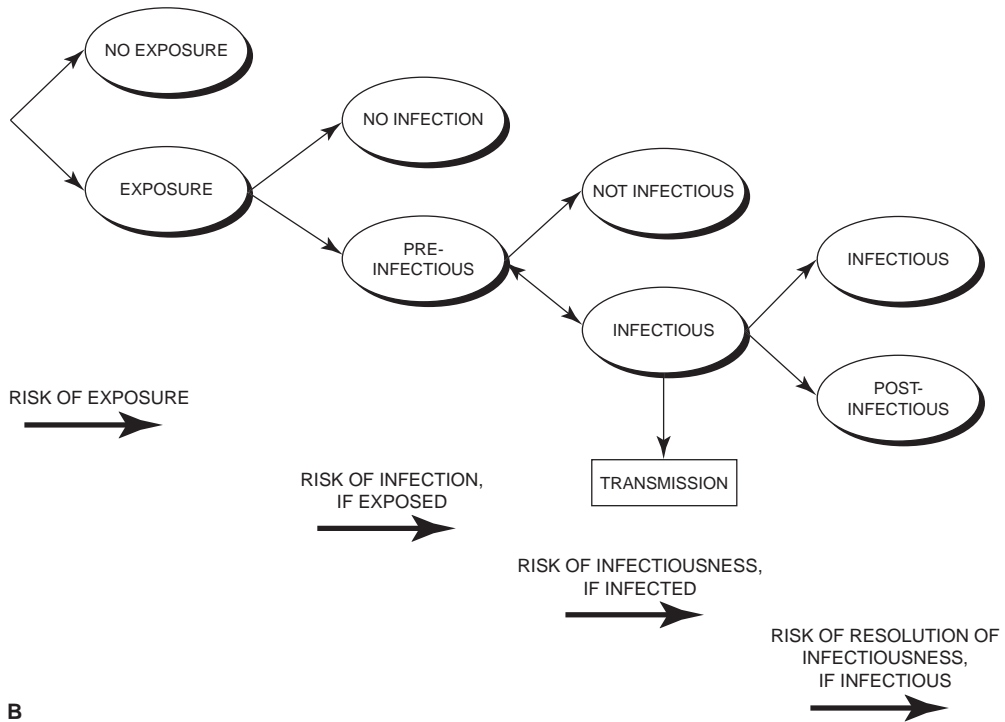 NO EXPOSURE
EXPOSURE
NO INFECTION
PRE-
INFECTIOUS
NOT INFECTIOUS
INFECTIOUS
INFECTIOUS
POST-
INFECTIOUS
TRANSMISSION
RISK OF EXPOSURE
RISK OF INFECTION,
IF EXPOSED
RISK OF INFECTIOUSNESS,
IF INFECTED
RISK OF RESOLUTION OF
INFECTIOUSNESS,
IF INFECTIOUS
B